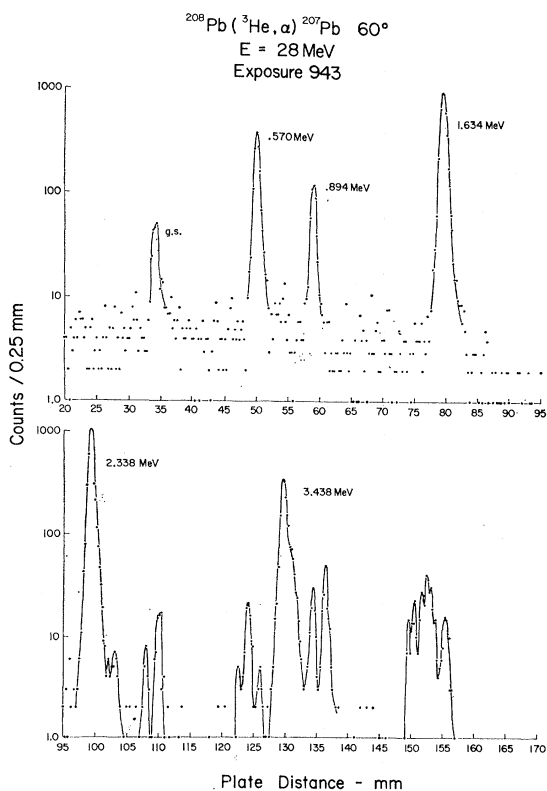 ²⁰⁸Pb(³He,α)²⁰⁷Pb 60°
E = 28 MeV
Exposure 943
1000
100
10
1.0
g.s.
.570 MeV
.894 MeV
1.634 MeV
20 25 30 35 40 45 50 55 60 65 70 75 80 85 90 95
Counts / 0.25 mm
1000
100
10
1.0
2.338 MeV
3.438 MeV
95 100 105 110 115 120 125 130 135 140 145 150 155 160 165 170
Plate Distance - mm